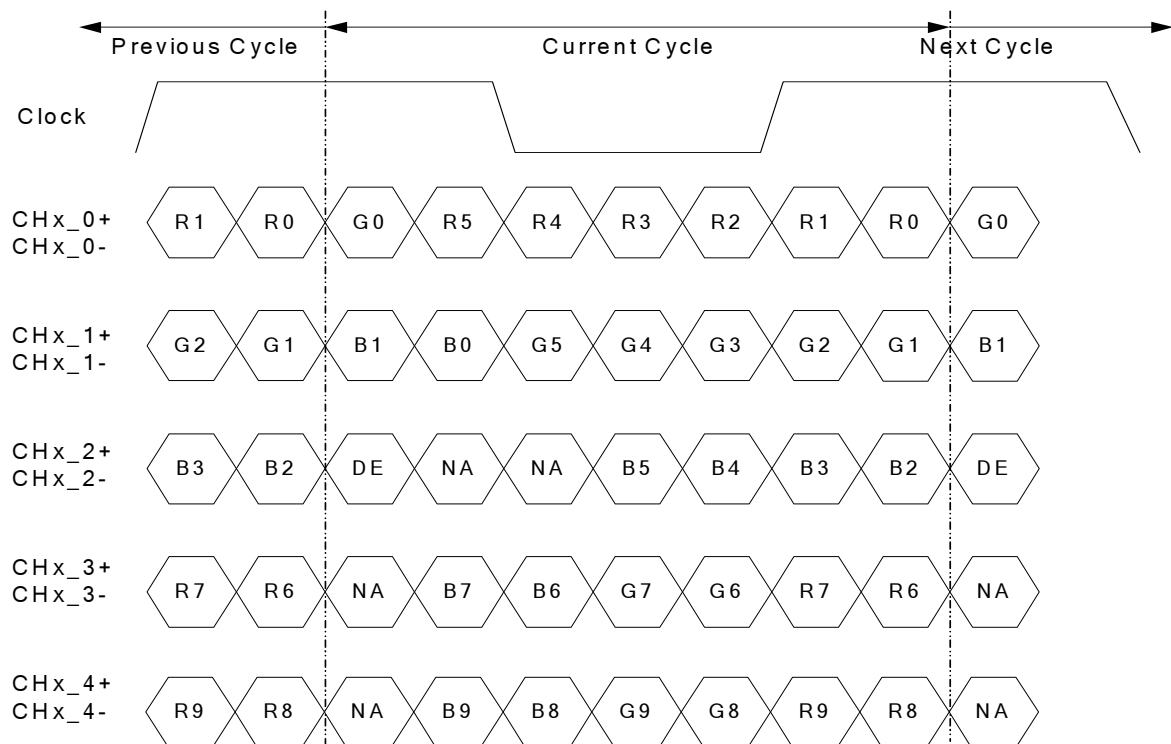 Previous Cycle Current Cycle Next Cycle
Clock
CHx_0+
CHx_0-
R1 R0 G0 R5 R4 R3 R2 R1 R0 G0
CHx_1+
CHx_1-
G2 G1 B1 B0 G5 G4 G3 G2 G1 B1
CHx_2+
CHx_2-
B3 B2 DE NA NA B5 B4 B3 B2 DE
CHx_3+
CHx_3-
R7 R6 NA B7 B6 G7 G6 R7 R6 NA
CHx_4+
CHx_4-
R9 R8 NA B9 B8 G9 G8 R9 R8 NA